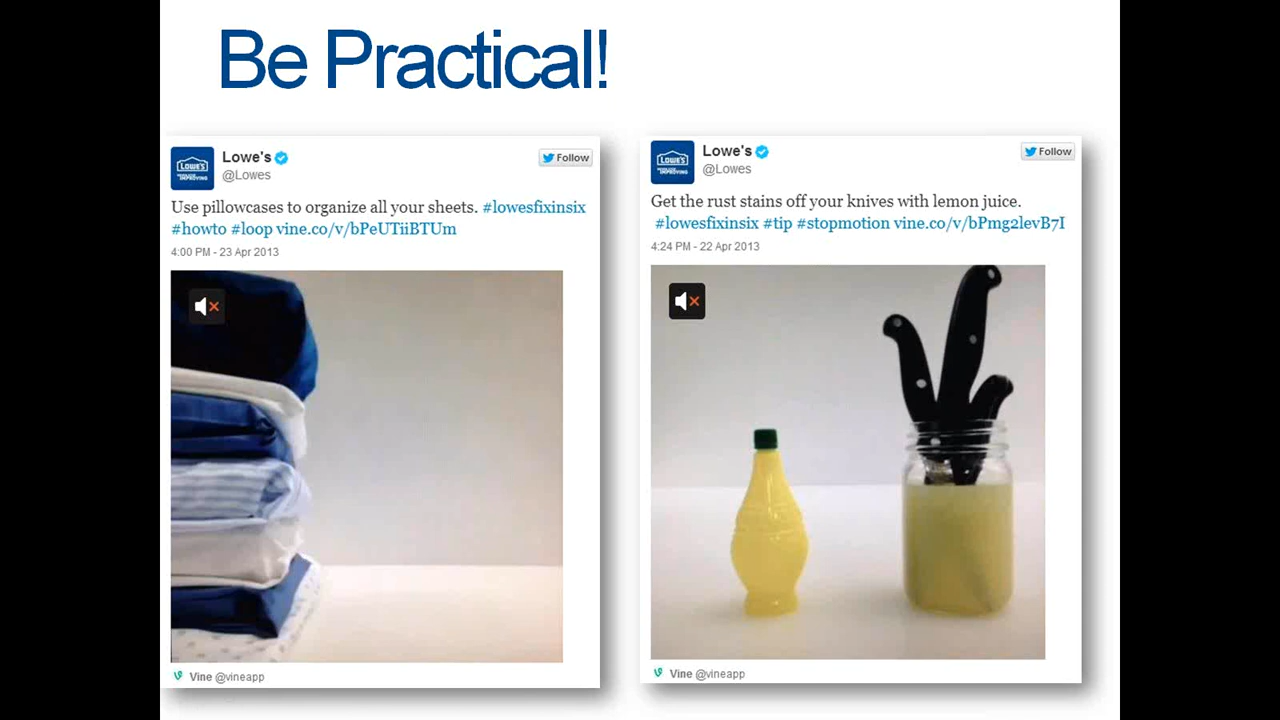 Be Practical!
Lowe's
@Lowes
Follow
Use pillowcases to organize all your sheets. #lowesfixinsix
#howto #loop vine.co/v/bPeUTiiBTUm
4:00 PM - 23 Apr 2013
Vine @vineapp
Lowe's
@Lowes
Follow
Get the rust stains off your knives with lemon juice.
#lowesfixinsix #tip #stopmotion vine.co/v/bPmg2levB7I
4:24 PM - 22 Apr 2013
Vine @vineapp
LOWE'S
LOWE'S